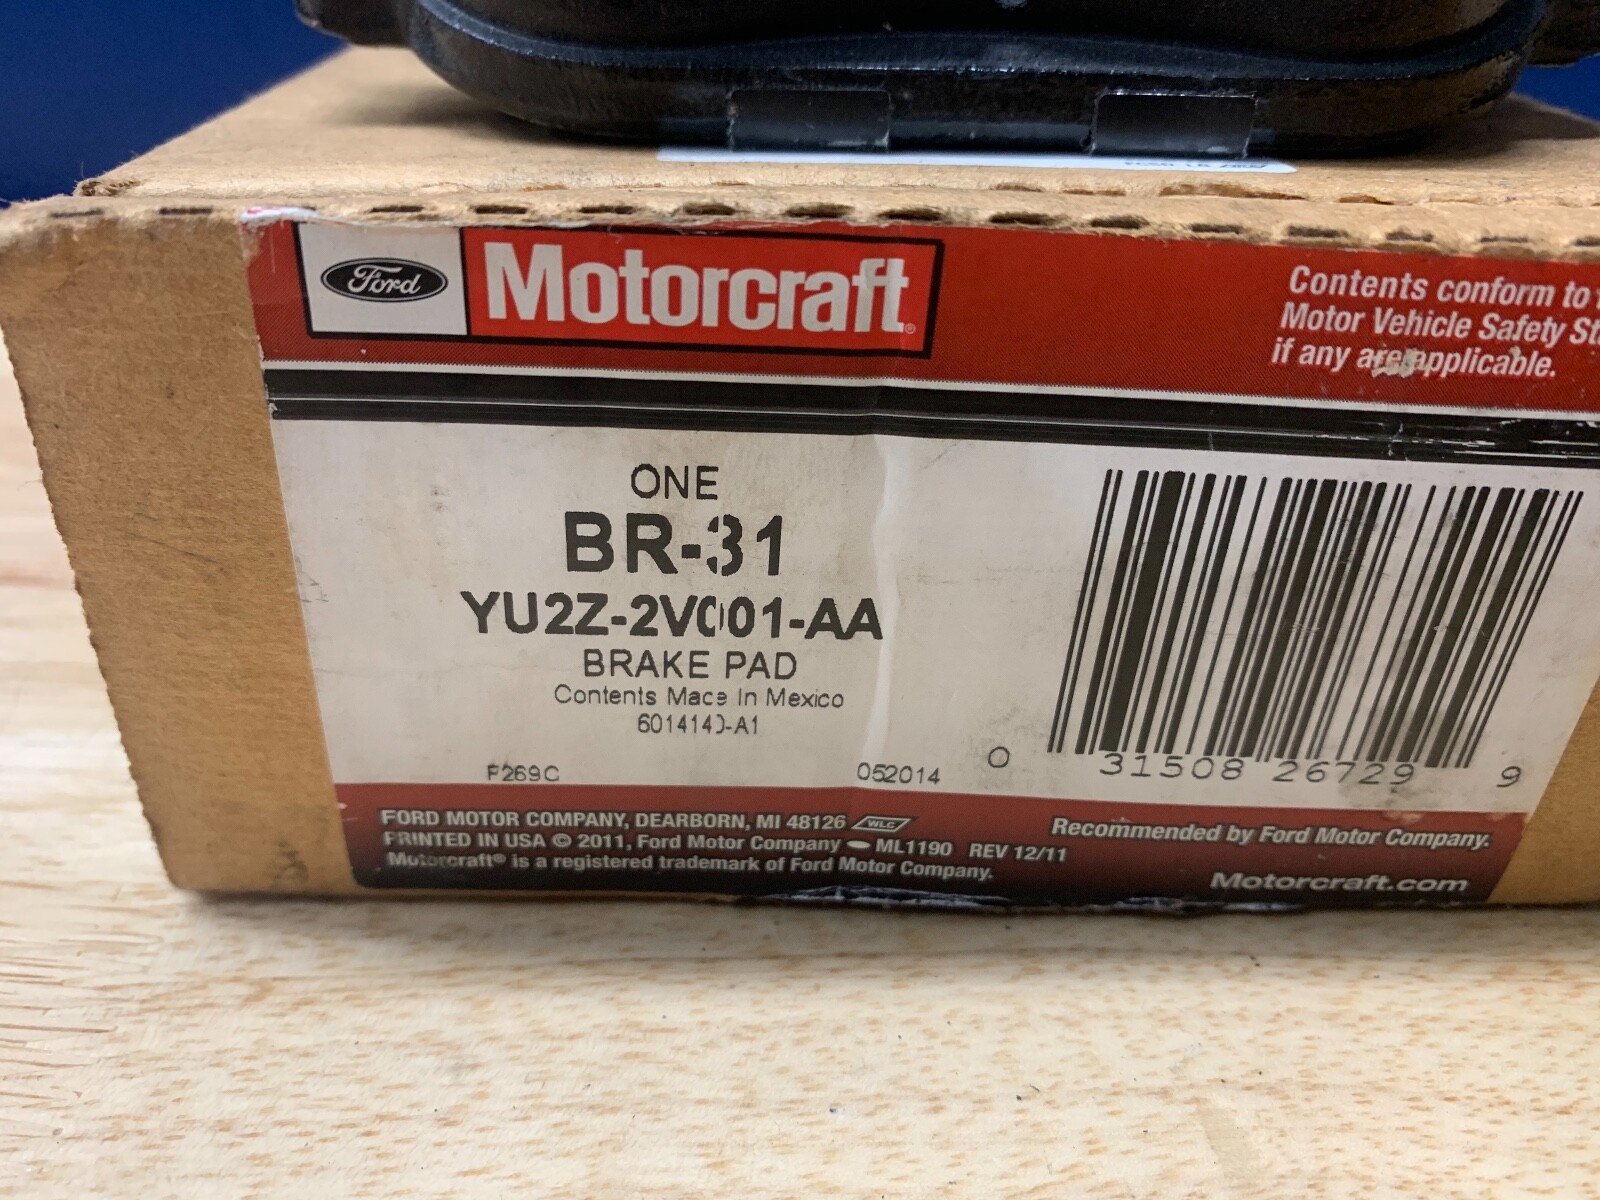 Ford Motorcraft®
Contents conform to
Motor Vehicle Safety
if any are applicable.
ONE
BR-31
YU2Z-2V001-AA
BRAKE PAD
Contents Made In Mexico
6014140-A1
F269C 052014
0 31508 26729 9
FORD MOTOR COMPANY, DEARBORN, MI 48126 WLC
PRINTED IN USA © 2011, Ford Motor Company ML1190 REV 12/11
Motorcraft® is a registered trademark of Ford Motor Company.
Recommended by Ford Motor Company.
Motorcraft.com